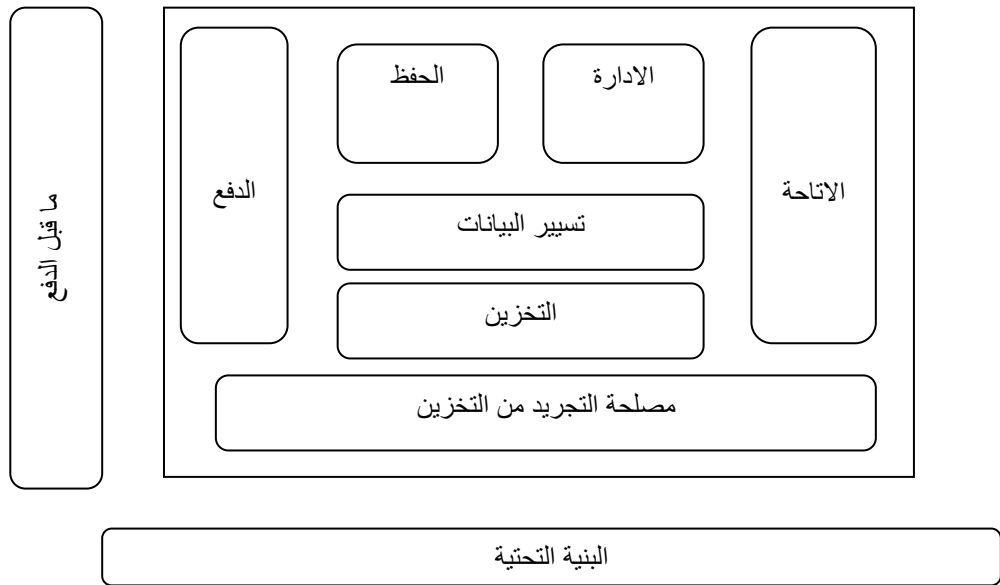 الحفظ
الادارة
ما قبل الدفع
الدفع
الاتاحة
تسيير البيانات
التخزين
مصلحة التجريد من التخزين
البنية التحتية